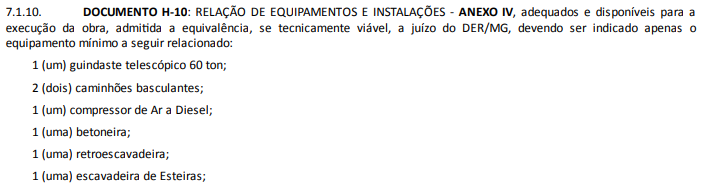 7.1.10. DOCUMENTO H-10: RELAÇÃO DE EQUIPAMENTOS E INSTALAÇÕES - ANEXO IV, adequados e disponíveis para a
execução da obra, admitida a equivalência, se tecnicamente viável, a juízo do DER/MG, devendo ser indicado apenas o
equipamento mínimo a seguir relacionado:
1 (um) guindaste telescópico 60 ton;
2 (dois) caminhões basculantes;
1 (um) compressor de Ar a Diesel;
1 (uma) betoneira;
1 (uma) retroescavadeira;
1 (uma) escavadeira de Esteiras;